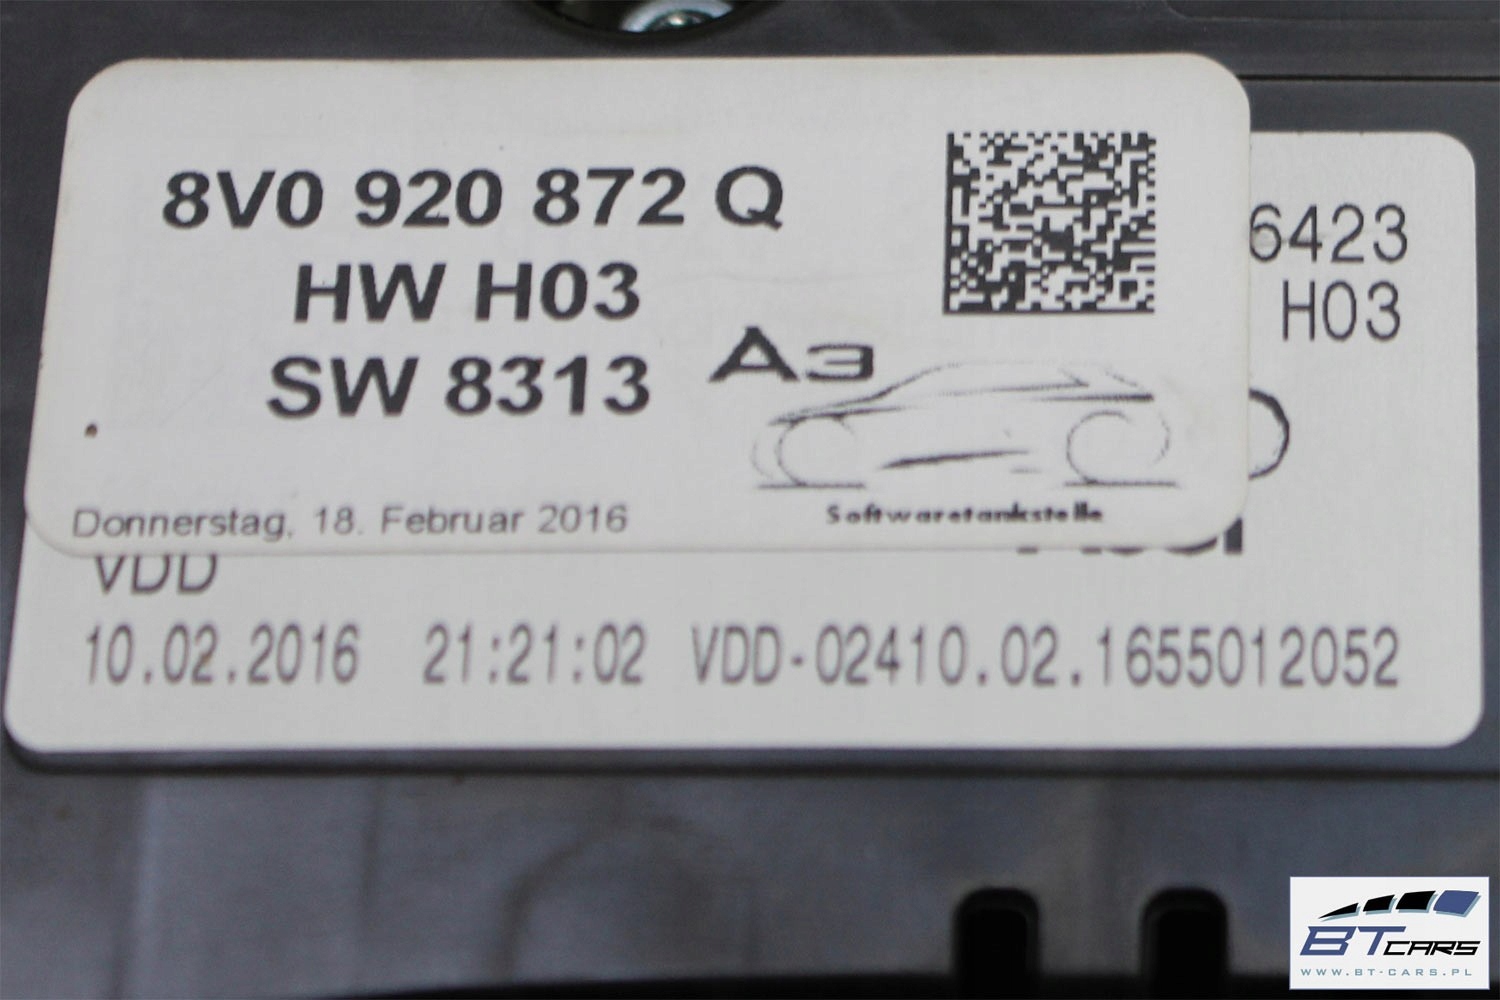 8V0 920 872 Q
HW H03
SW 8313
A3
Softwaretankstelle
Donnerstag, 18. Februar 2016
6423
H03
VDD
10.02.2016 21:21:02 VDD-02410.02.1655012052
BT CARS
WWW.BT-CARS.PL